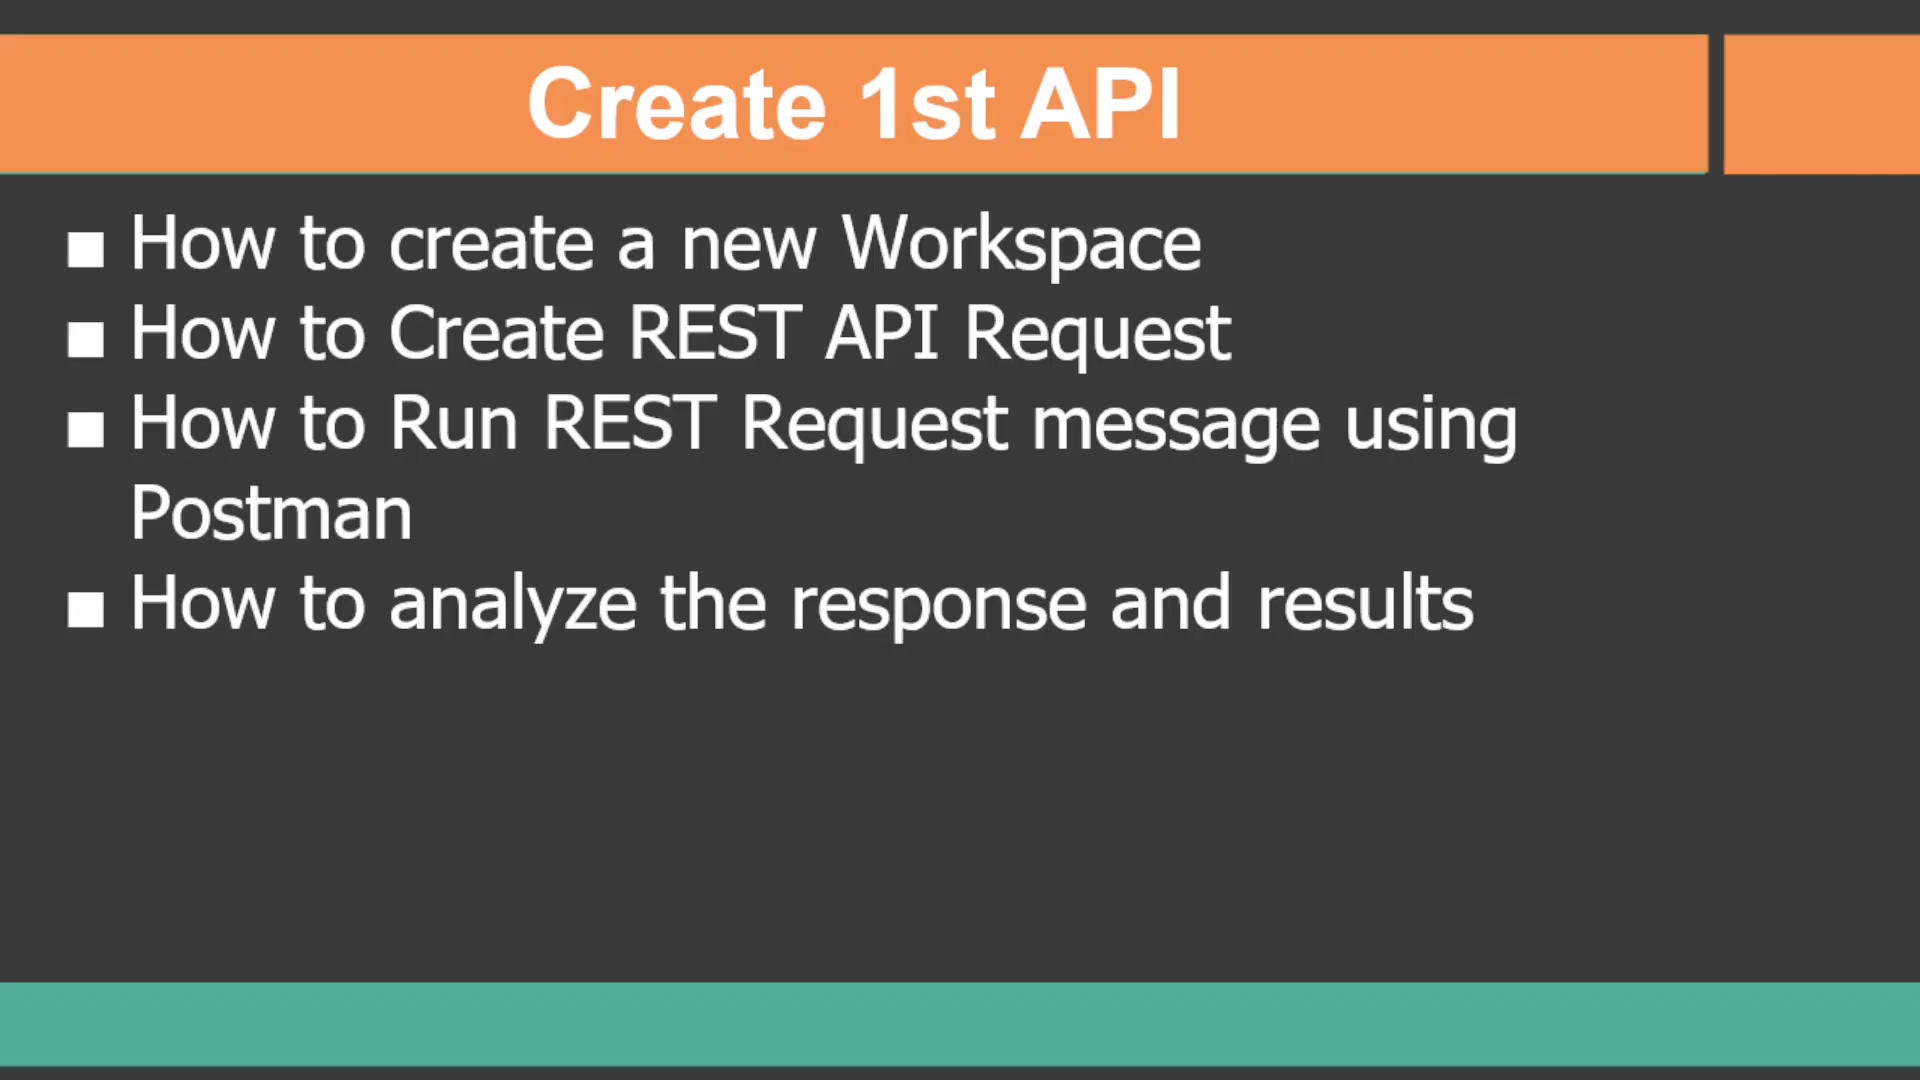 Create 1st API
■ How to create a new Workspace
■ How to Create REST API Request
■ How to Run REST Request message using
Postman
■ How to analyze the response and results